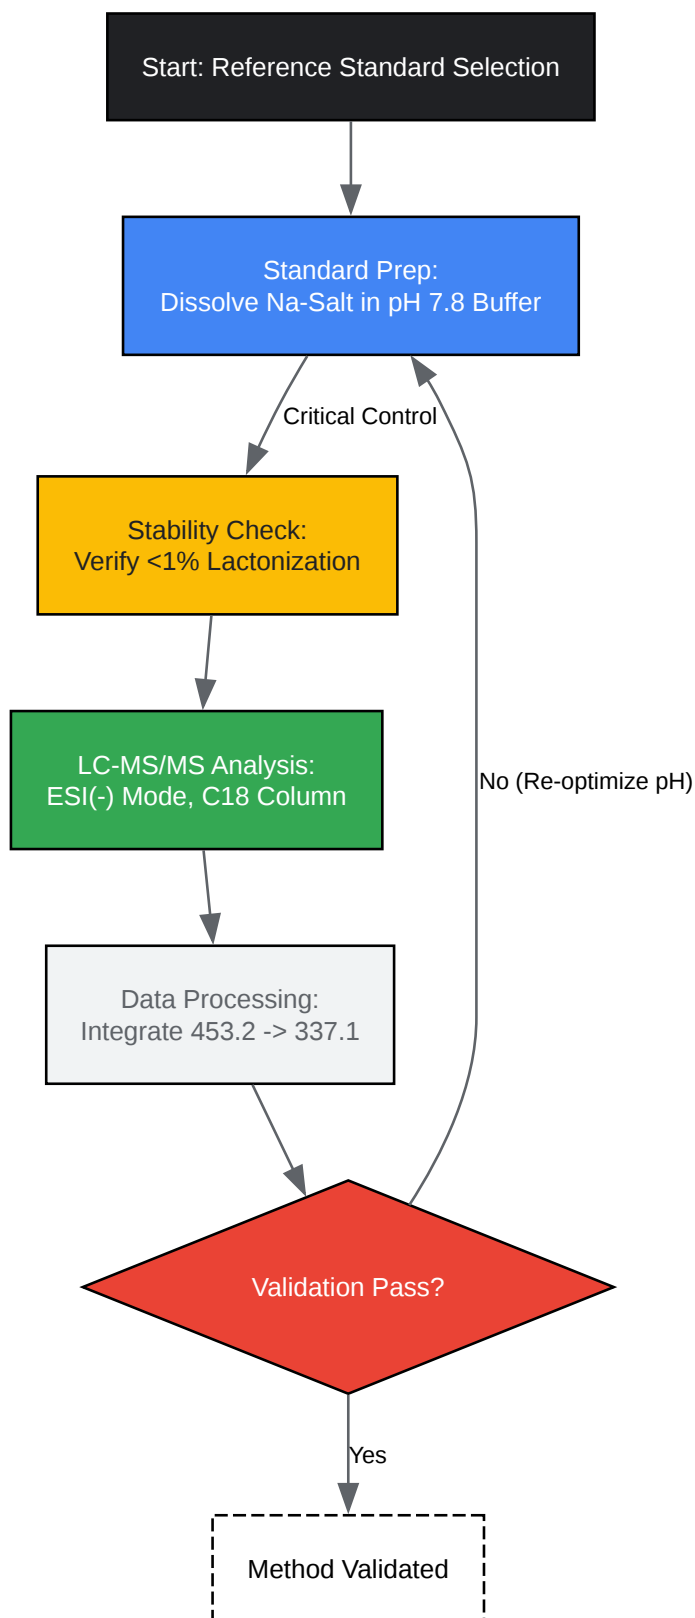 Start: Reference Standard Selection
Standard Prep:
Dissolve Na-Salt in pH 7.8 Buffer
Critical Control
Stability Check:
Verify <1% Lactonization
LC-MS/MS Analysis:
ESI(-) Mode, C18 Column
No (Re-optimize pH)
Data Processing:
Integrate 453.2 -> 337.1
Validation Pass?
Yes
Method Validated